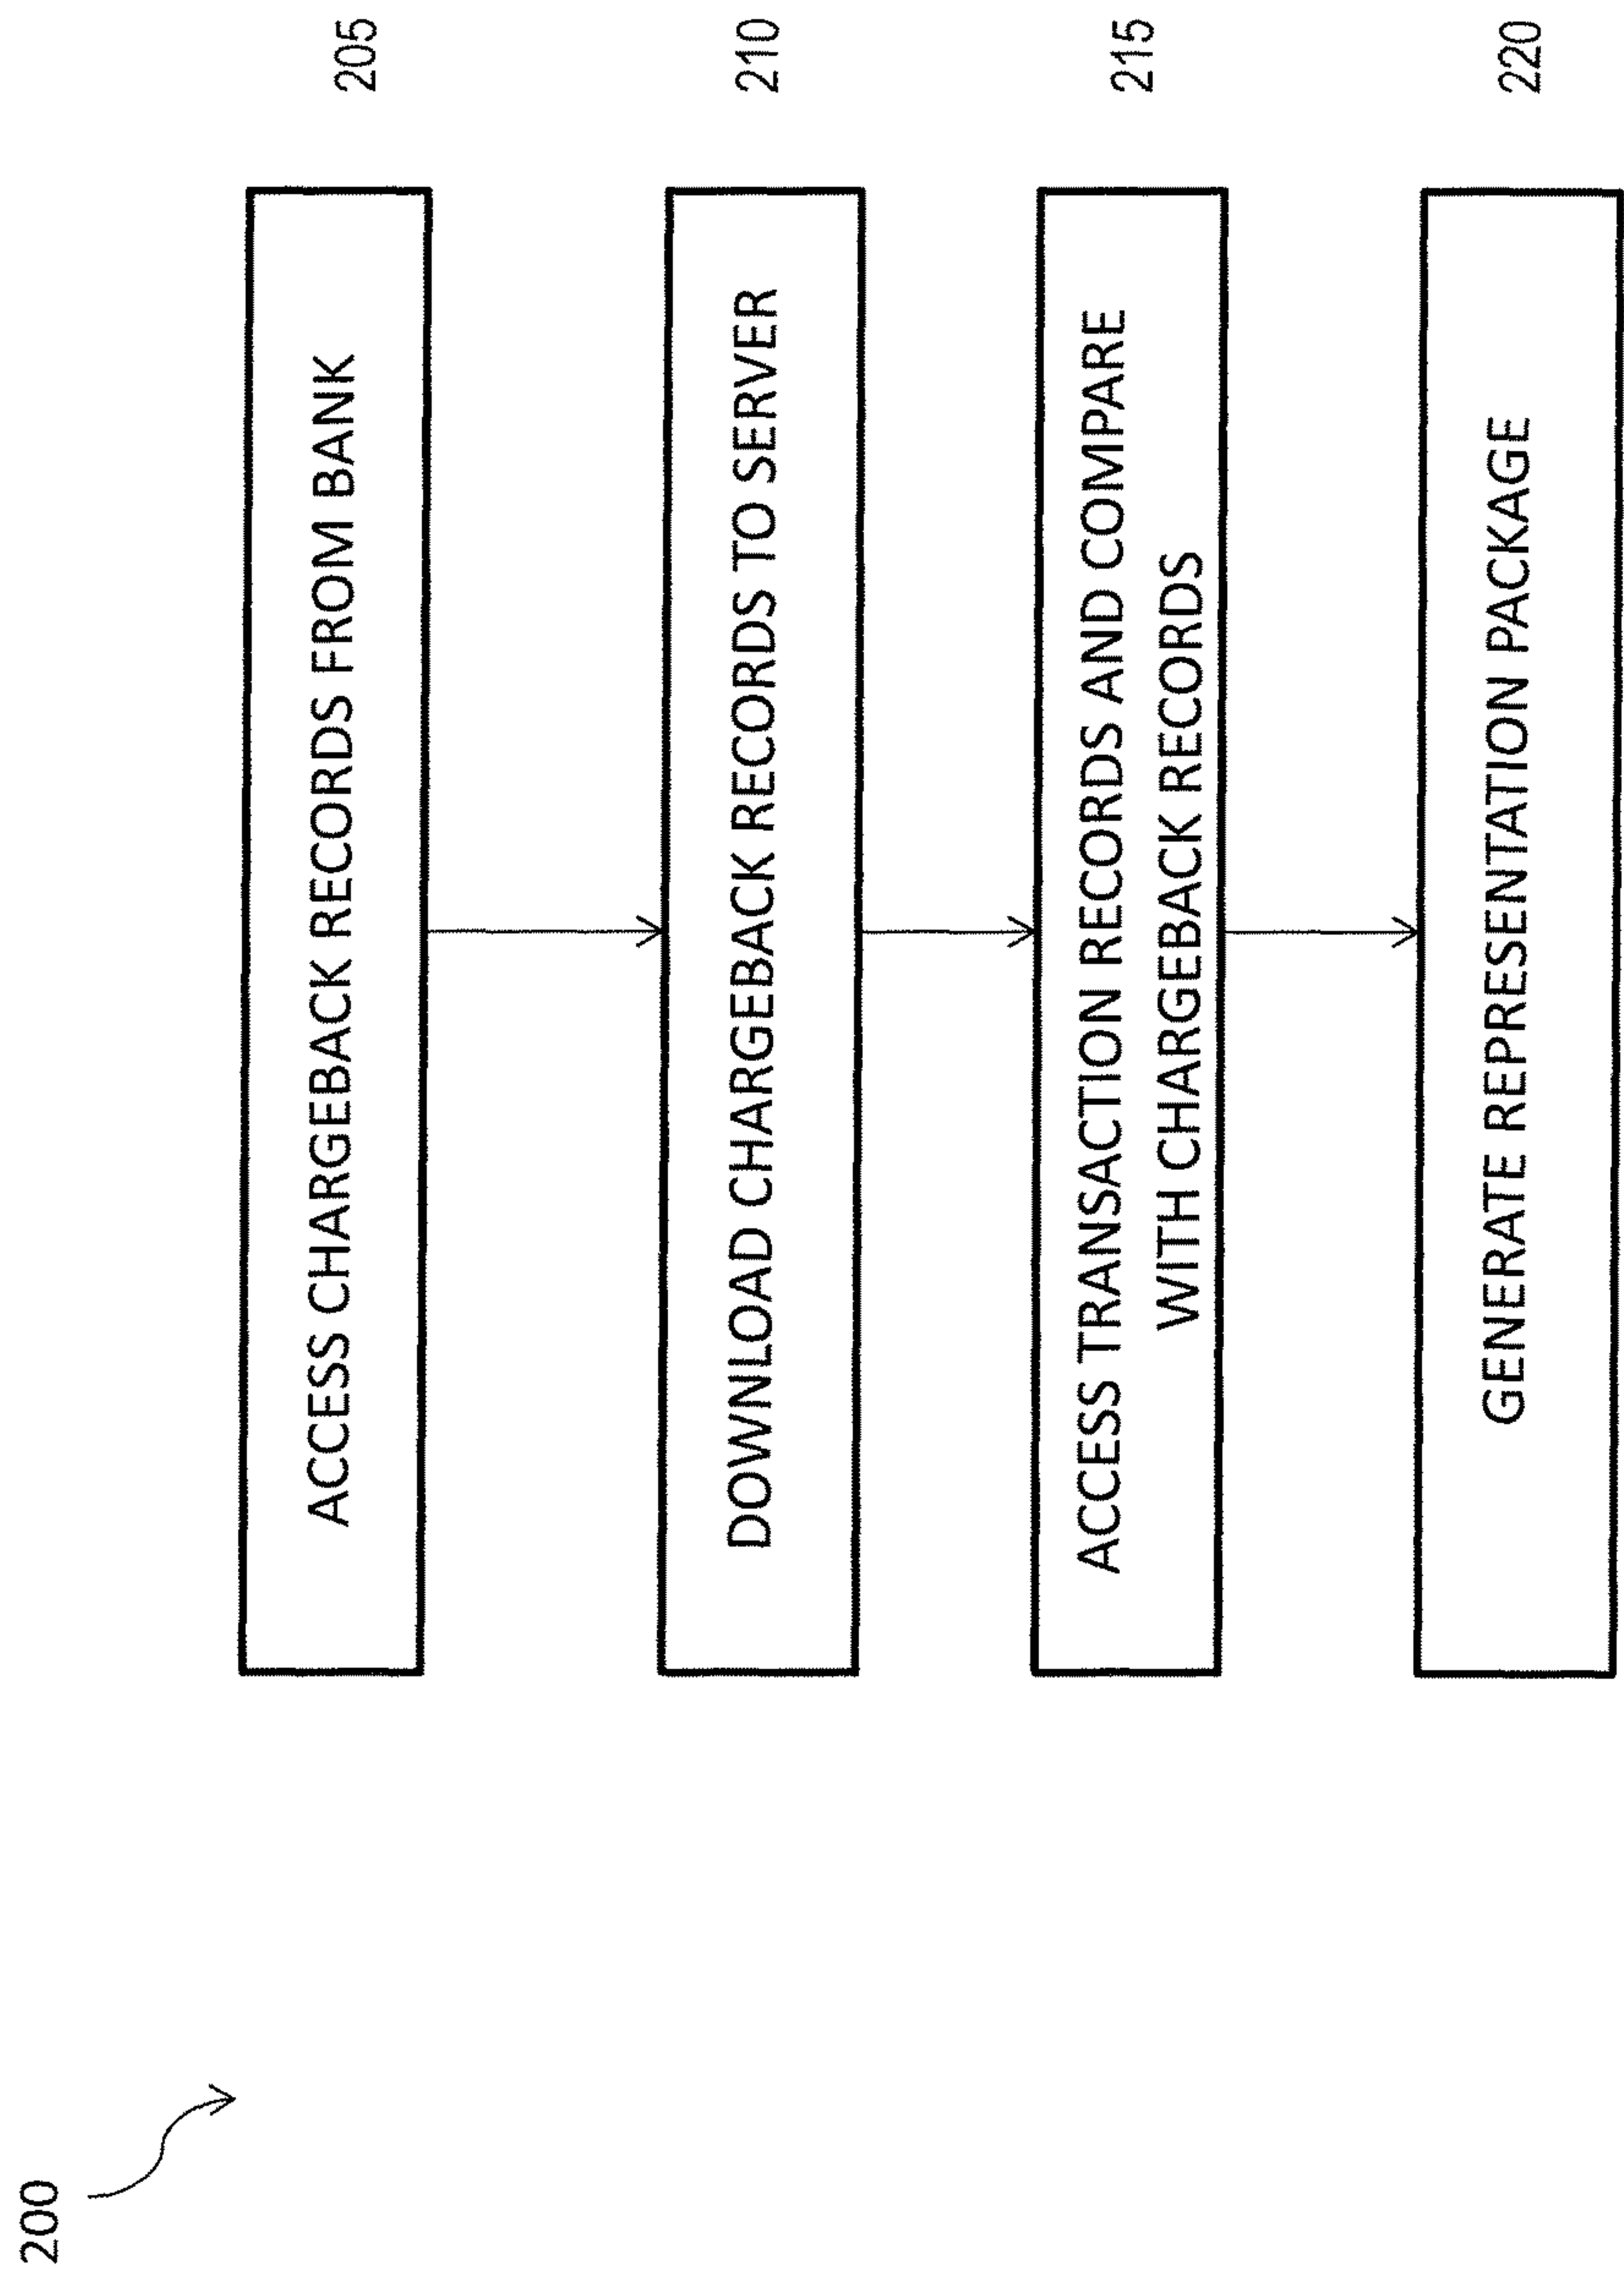 200
ACCESS CHARGEBACK RECORDS FROM BANK
205
DOWNLOAD CHARGEBACK RECORDS TO SERVER
210
ACCESS TRANSACTION RECORDS AND COMPARE
WITH CHARGEBACK RECORDS
215
GENERATE REPRESENTATION PACKAGE
220